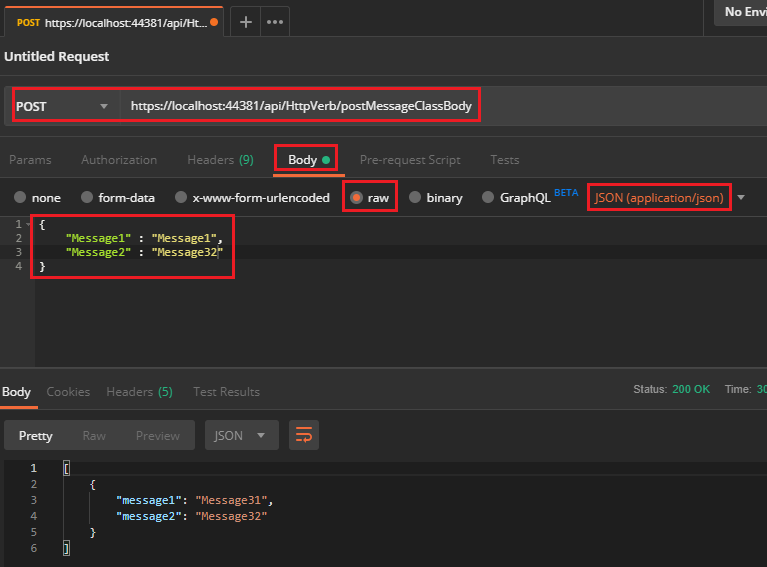 POST https://localhost:44381/api/Ht... + •••
No Envi
Untitled Request
POST https://localhost:44381/api/HttpVerb/postMessageClassBody
Params Authorization Headers (9) Body Pre-request Script Tests
none form-data x-www-form-urlencoded raw binary GraphQL BETA JSON (application/json)
1 {
2 "Message1" : "Message1",
3 "Message2" : "Message32"
4 }
Body Cookies Headers (5) Test Results Status: 200 OK Time: 30
Pretty Raw Preview JSON
1 [
2 {
3 "message1": "Message31",
4 "message2": "Message32"
5 }
6 ]